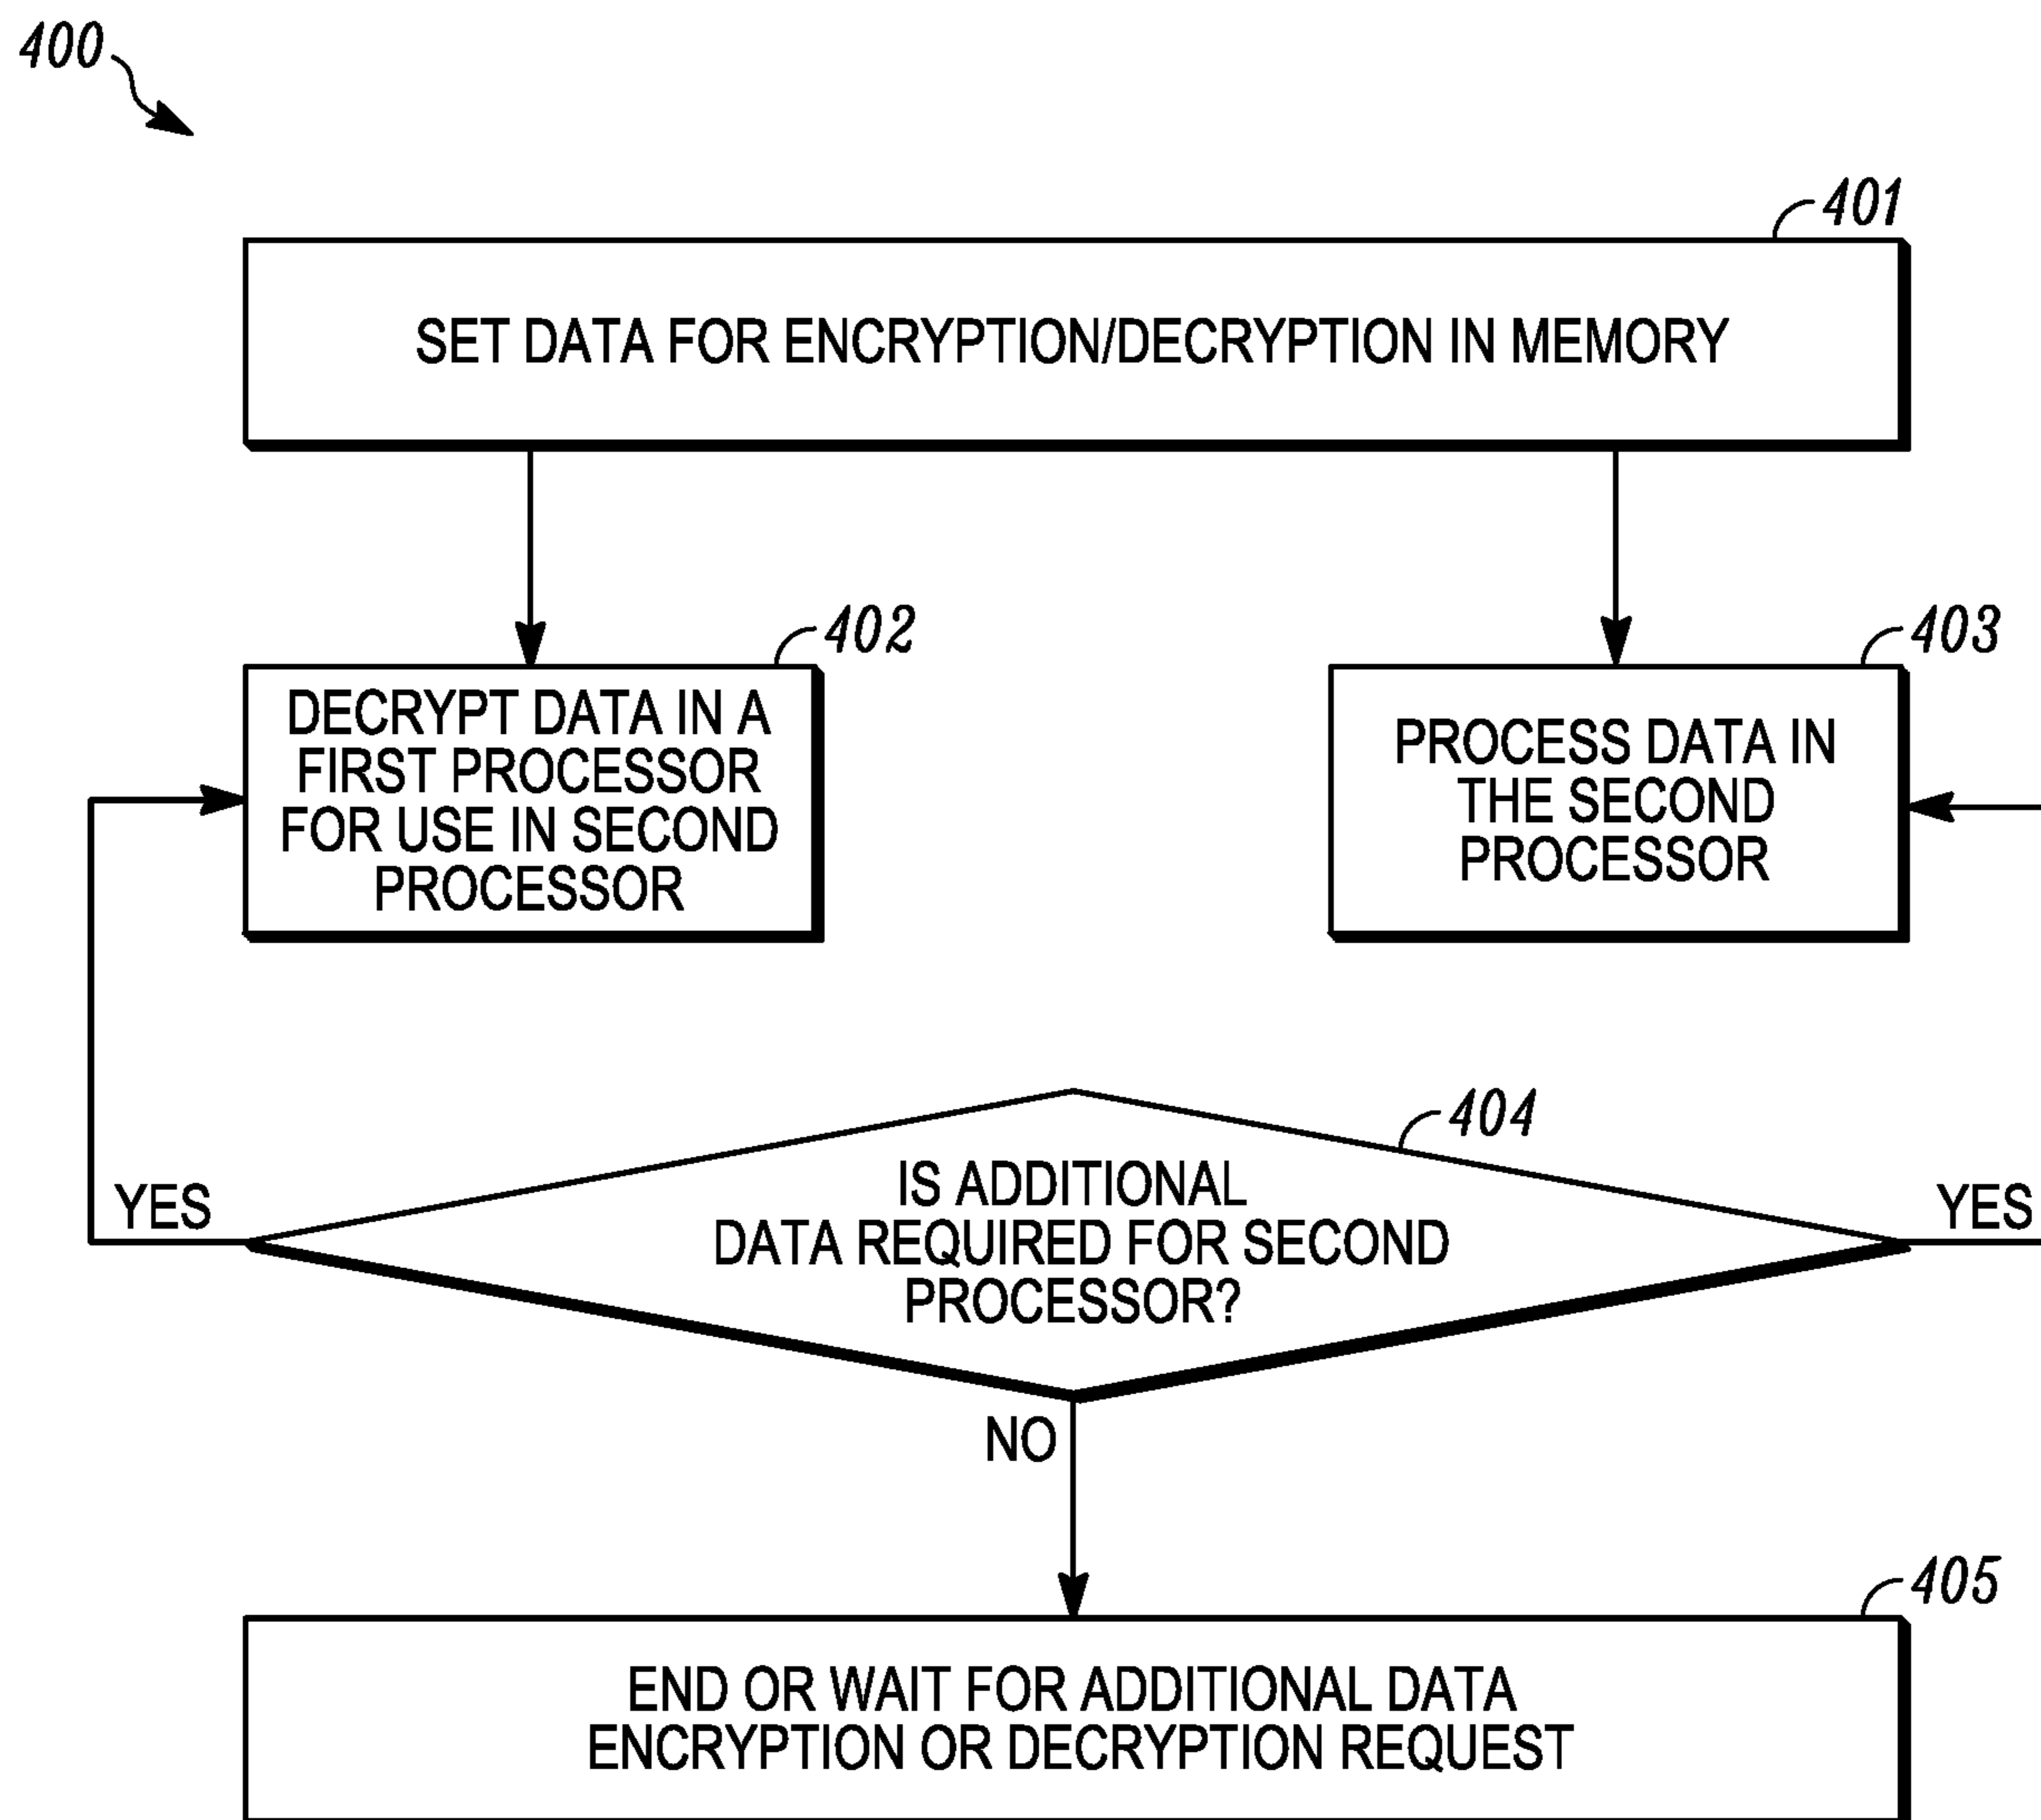 400
401
SET DATA FOR ENCRYPTION/DECRYPTION IN MEMORY
402
DECRYPT DATA IN A
FIRST PROCESSOR
FOR USE IN SECOND
PROCESSOR
403
PROCESS DATA IN
THE SECOND
PROCESSOR
404
IS ADDITIONAL
DATA REQUIRED FOR SECOND
PROCESSOR?
YES
YES
NO
405
END OR WAIT FOR ADDITIONAL DATA
ENCRYPTION OR DECRYPTION REQUEST